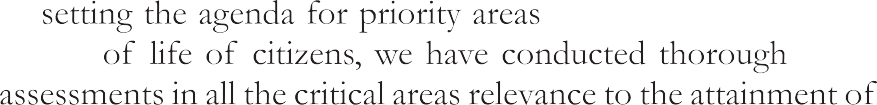 setting the agenda for priority areas
of life of citizens, we have conducted thorough
assessments in all the critical areas relevance to the attainment of